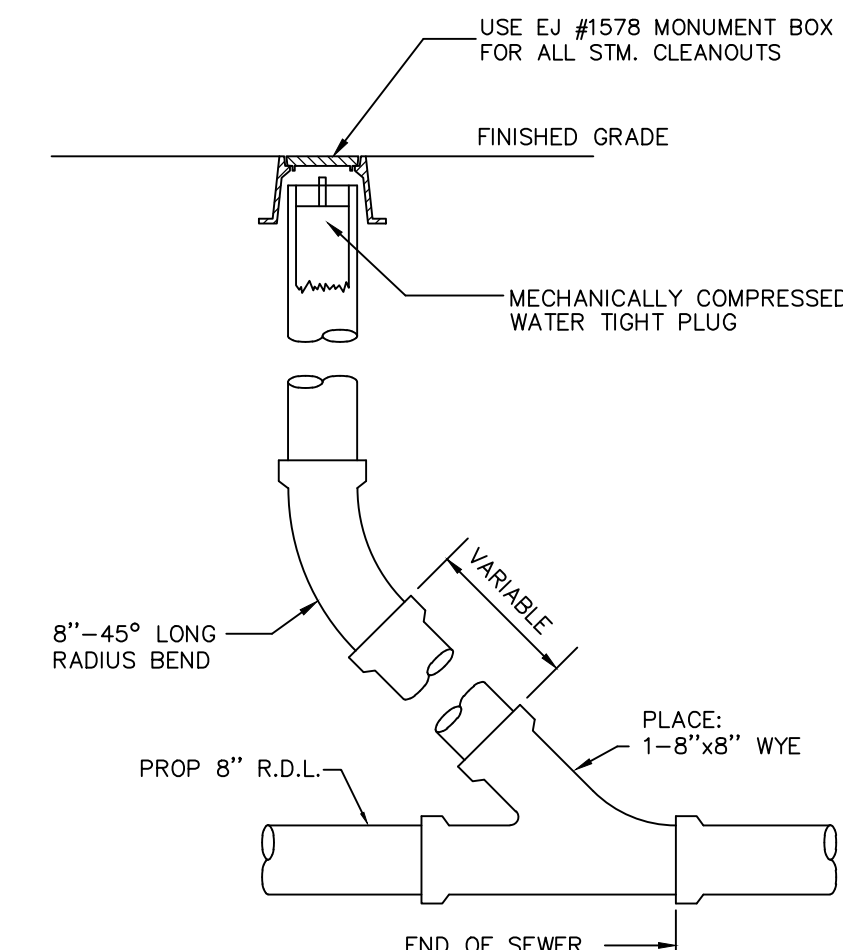 USE EJ #1578 MONUMENT BOX
FOR ALL STM. CLEANOUTS
FINISHED GRADE
MECHANICALLY COMPRESSED
WATER TIGHT PLUG
VARIABLE
8"-45° LONG
RADIUS BEND
PLACE:
1-8"x8" WYE
PROP 8" R.D.L.
END OF SEWER